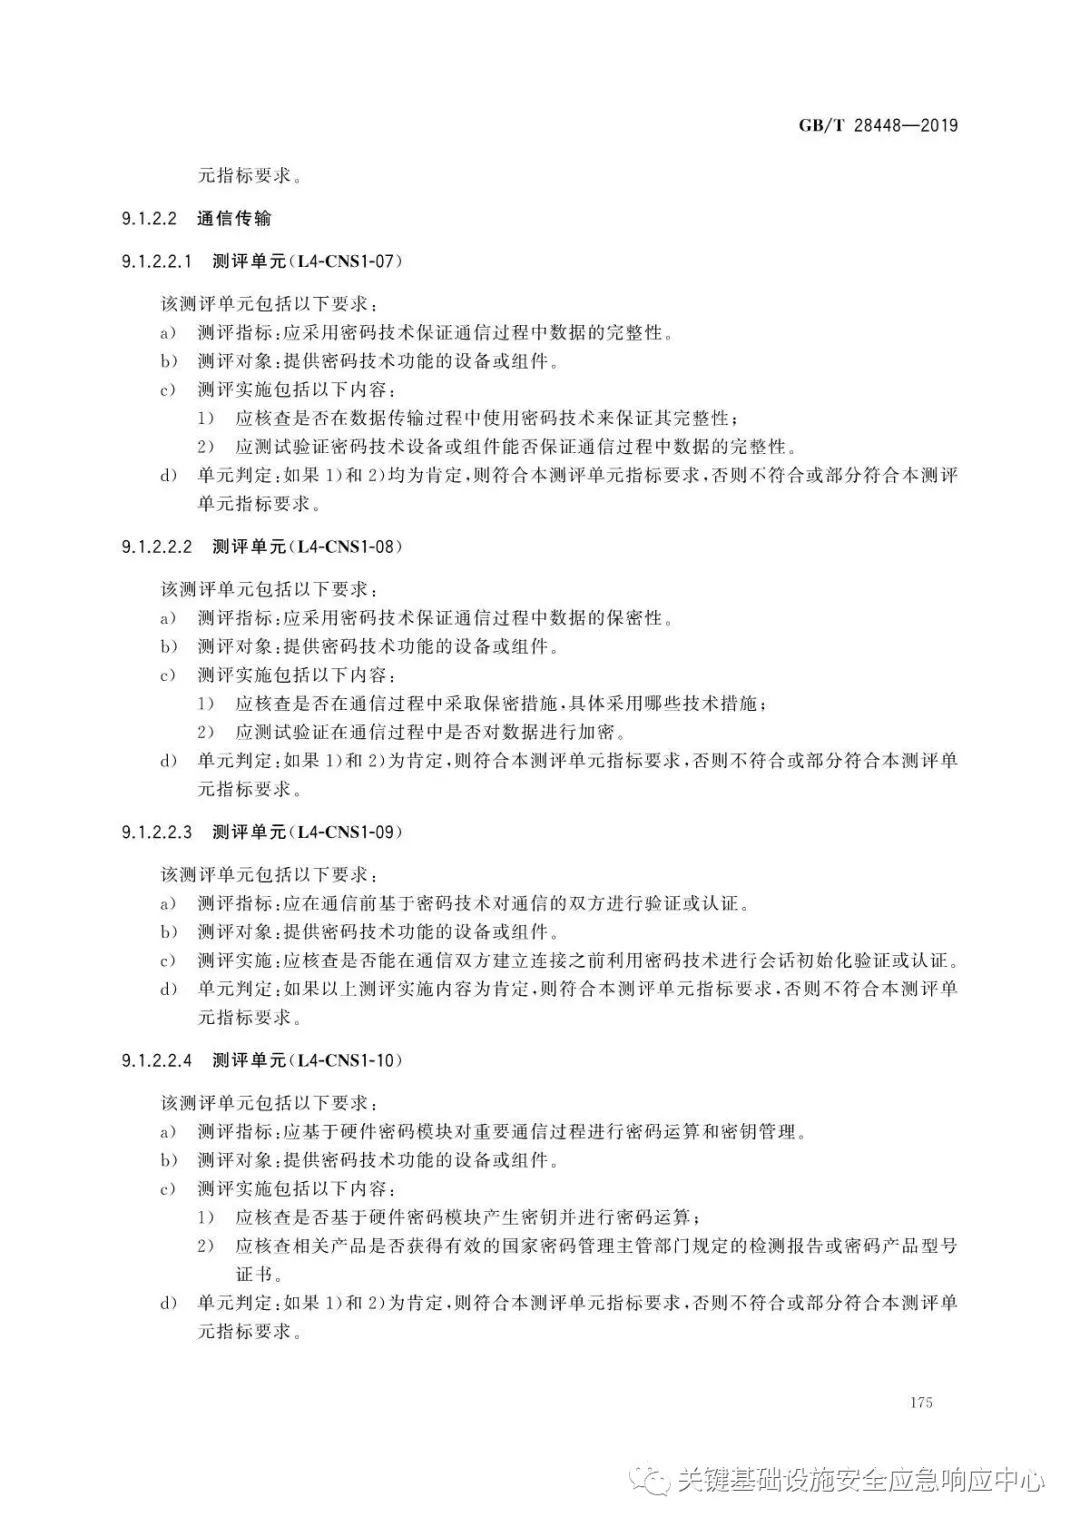 GB/T 28448—2019
元指标要求。
9.1.2.2 通信传输
9.1.2.2.1 测评单元(L4-CNS1-07)
该测评单元包括以下要求:
a) 测评指标:应采用密码技术保证通信过程中数据的完整性。
b) 测评对象:提供密码技术功能的设备或组件。
c) 测评实施包括以下内容:
1) 应核查是否在数据传输过程中使用密码技术来保证其完整性;
2) 应测试验证密码技术设备或组件能否保证通信过程中数据的完整性。
d) 单元判定:如果1)和2)均为肯定,则符合本测评单元指标要求,否则不符合或部分符合本测评
单元指标要求。
9.1.2.2.2 测评单元(L4-CNS1-08)
该测评单元包括以下要求:
a) 测评指标:应采用密码技术保证通信过程中数据的保密性。
b) 测评对象:提供密码技术功能的设备或组件。
c) 测评实施包括以下内容:
1) 应核查是否在通信过程中采取保密措施,具体采用哪些技术措施;
2) 应测试验证在通信过程中是否对数据进行加密。
d) 单元判定:如果1)和2)为肯定,则符合本测评单元指标要求,否则不符合或部分符合本测评单
元指标要求。
9.1.2.2.3 测评单元(L4-CNS1-09)
该测评单元包括以下要求:
a) 测评指标:应在通信前基于密码技术对通信的双方进行验证或认证。
b) 测评对象:提供密码技术功能的设备或组件。
c) 测评实施:应核查是否能在通信双方建立连接之前利用密码技术进行会话初始化验证或认证。
d) 单元判定:如果以上测评实施内容为肯定,则符合本测评单元指标要求,否则不符合本测评单
元指标要求。
9.1.2.2.4 测评单元(L4-CNS1-10)
该测评单元包括以下要求:
a) 测评指标:应基于硬件密码模块对重要通信过程进行密码运算和密钥管理。
b) 测评对象:提供密码技术功能的设备或组件。
c) 测评实施包括以下内容:
1) 应核查是否基于硬件密码模块产生密钥并进行密码运算;
2) 应核查相关产品是否获得有效的国家密码管理主管部门规定的检测报告或密码产品型号
证书。
d) 单元判定:如果1)和2)为肯定,则符合本测评单元指标要求,否则不符合或部分符合本测评单
元指标要求。
175
关键基础设施安全应急响应中心